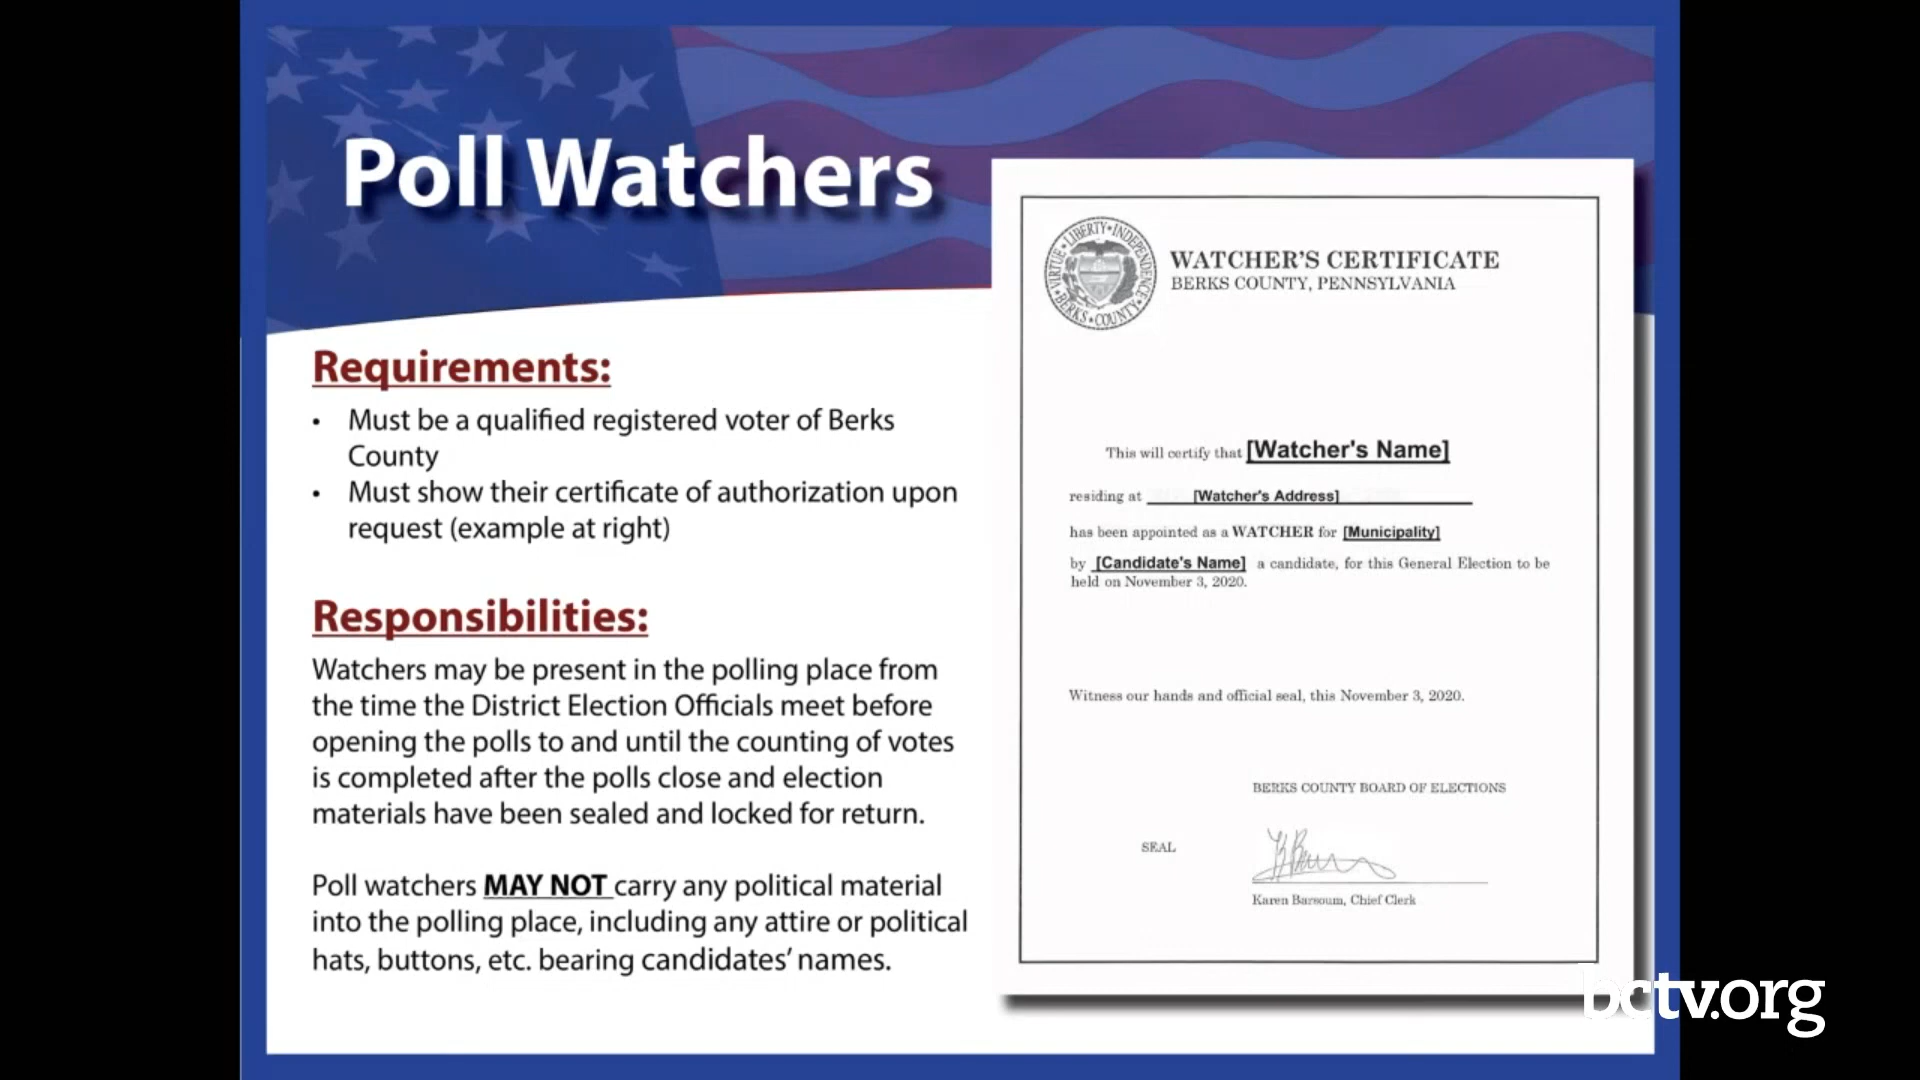 Poll Watchers
Requirements:
• Must be a qualified registered voter of Berks
County
• Must show their certificate of authorization upon
request (example at right)
Responsibilities:
Watchers may be present in the polling place from
the time the District Election Officials meet before
opening the polls to and until the counting of votes
is completed after the polls close and election
materials have been sealed and locked for return.
Poll watchers MAY NOT carry any political material
into the polling place, including any attire or political
hats, buttons, etc. bearing candidates' names.
VIRTUE • LIBERTY • INDEPENDENCE
• BERKS • COUNTY •
WATCHER'S CERTIFICATE
BERKS COUNTY, PENNSYLVANIA
This will certify that [Watcher's Name]
residing at [Watcher's Address]
has been appointed as a WATCHER for [Municipality]
by [Candidate's Name] a candidate, for this General Election to be
held on November 3, 2020.
Witness our hands and official seal, this November 3, 2020.
BERKS COUNTY BOARD OF ELECTIONS
SEAL
Karen Barsoum, Chief Clerk
bctv.org